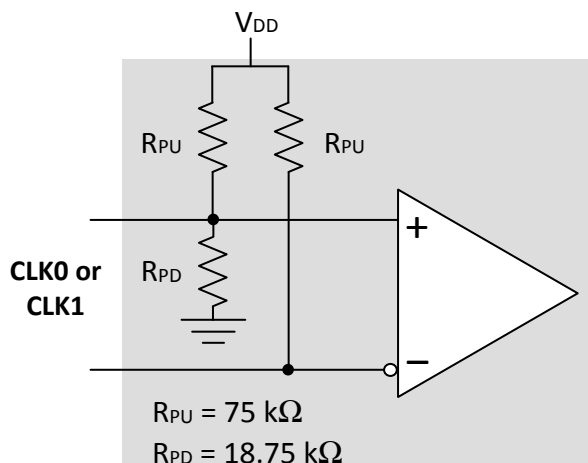 VDD
RPU
RPU
+
CLK0 or
CLK1
RPD
−
RPU = 75 kΩ
RPD = 18.75 kΩ